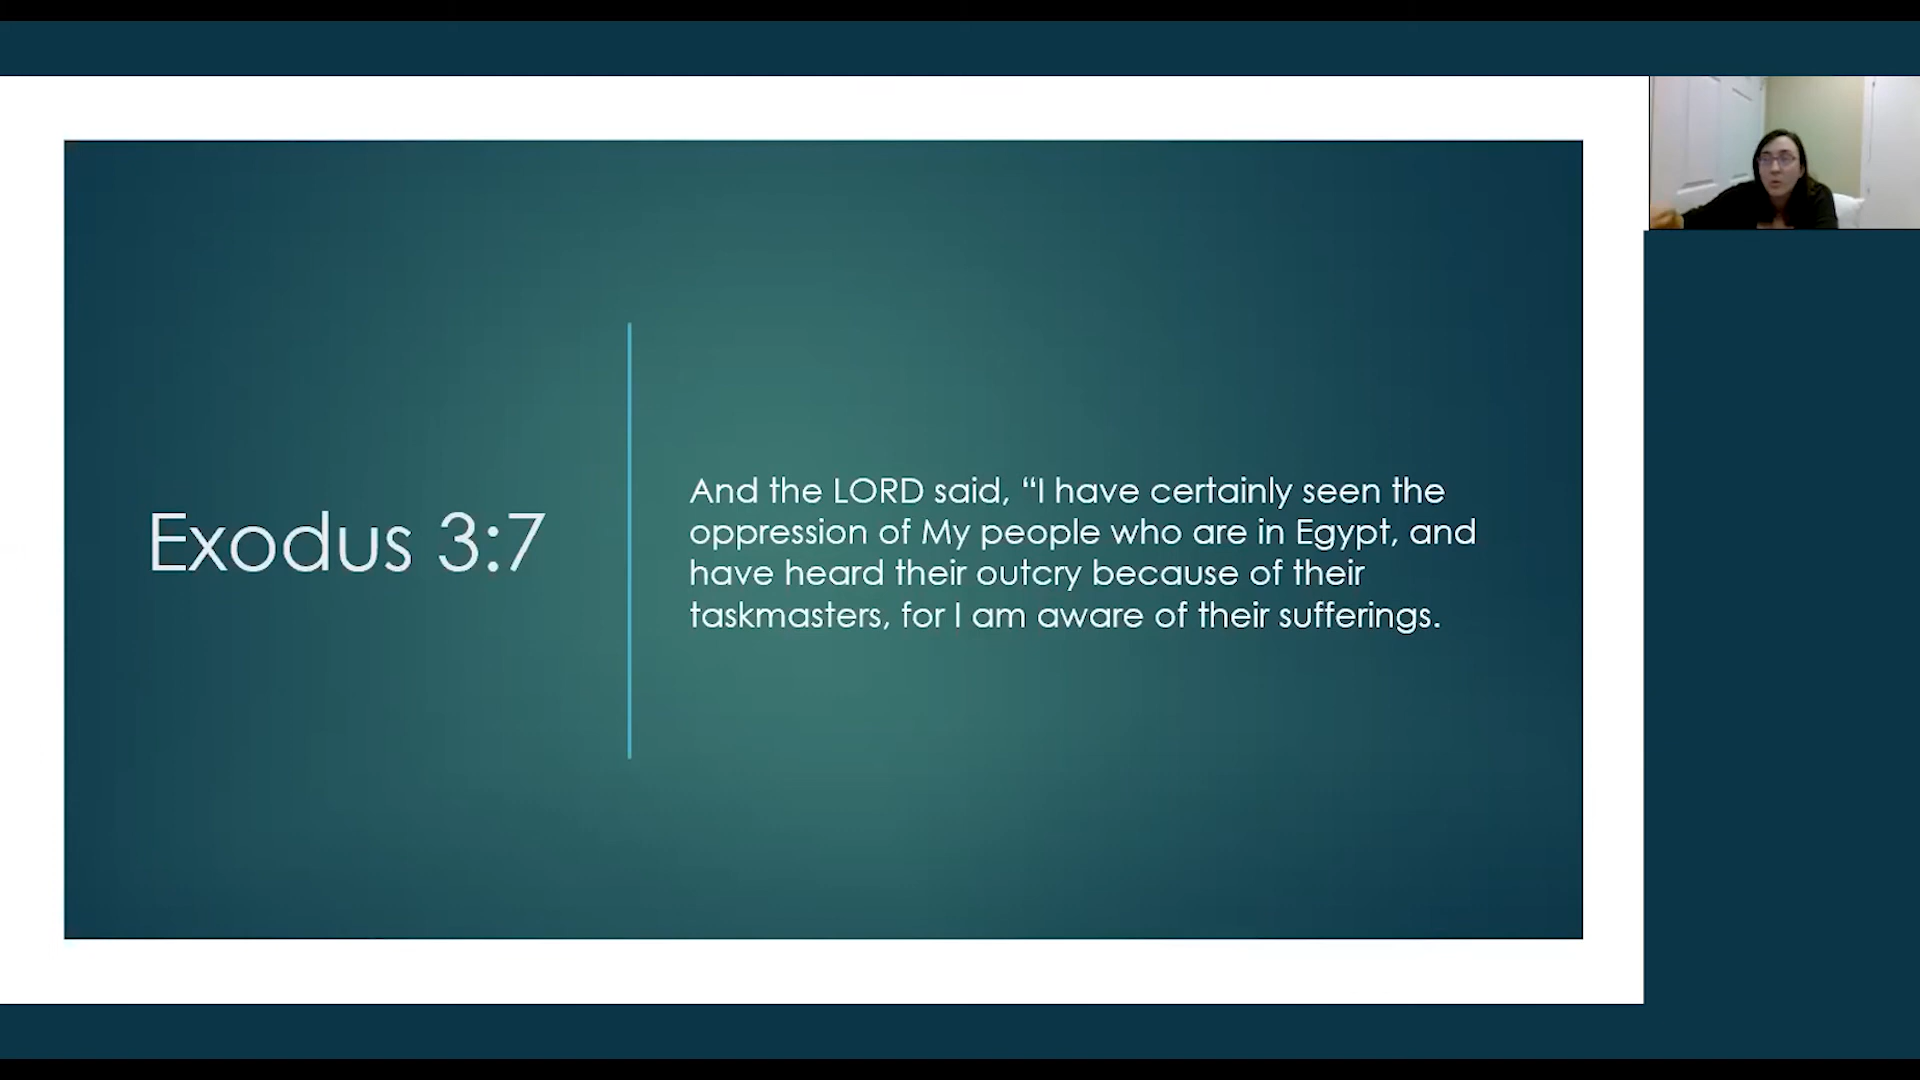 Exodus 3:7
And the LORD said, “I have certainly seen the
oppression of My people who are in Egypt, and
have heard their outcry because of their
taskmasters, for I am aware of their sufferings.